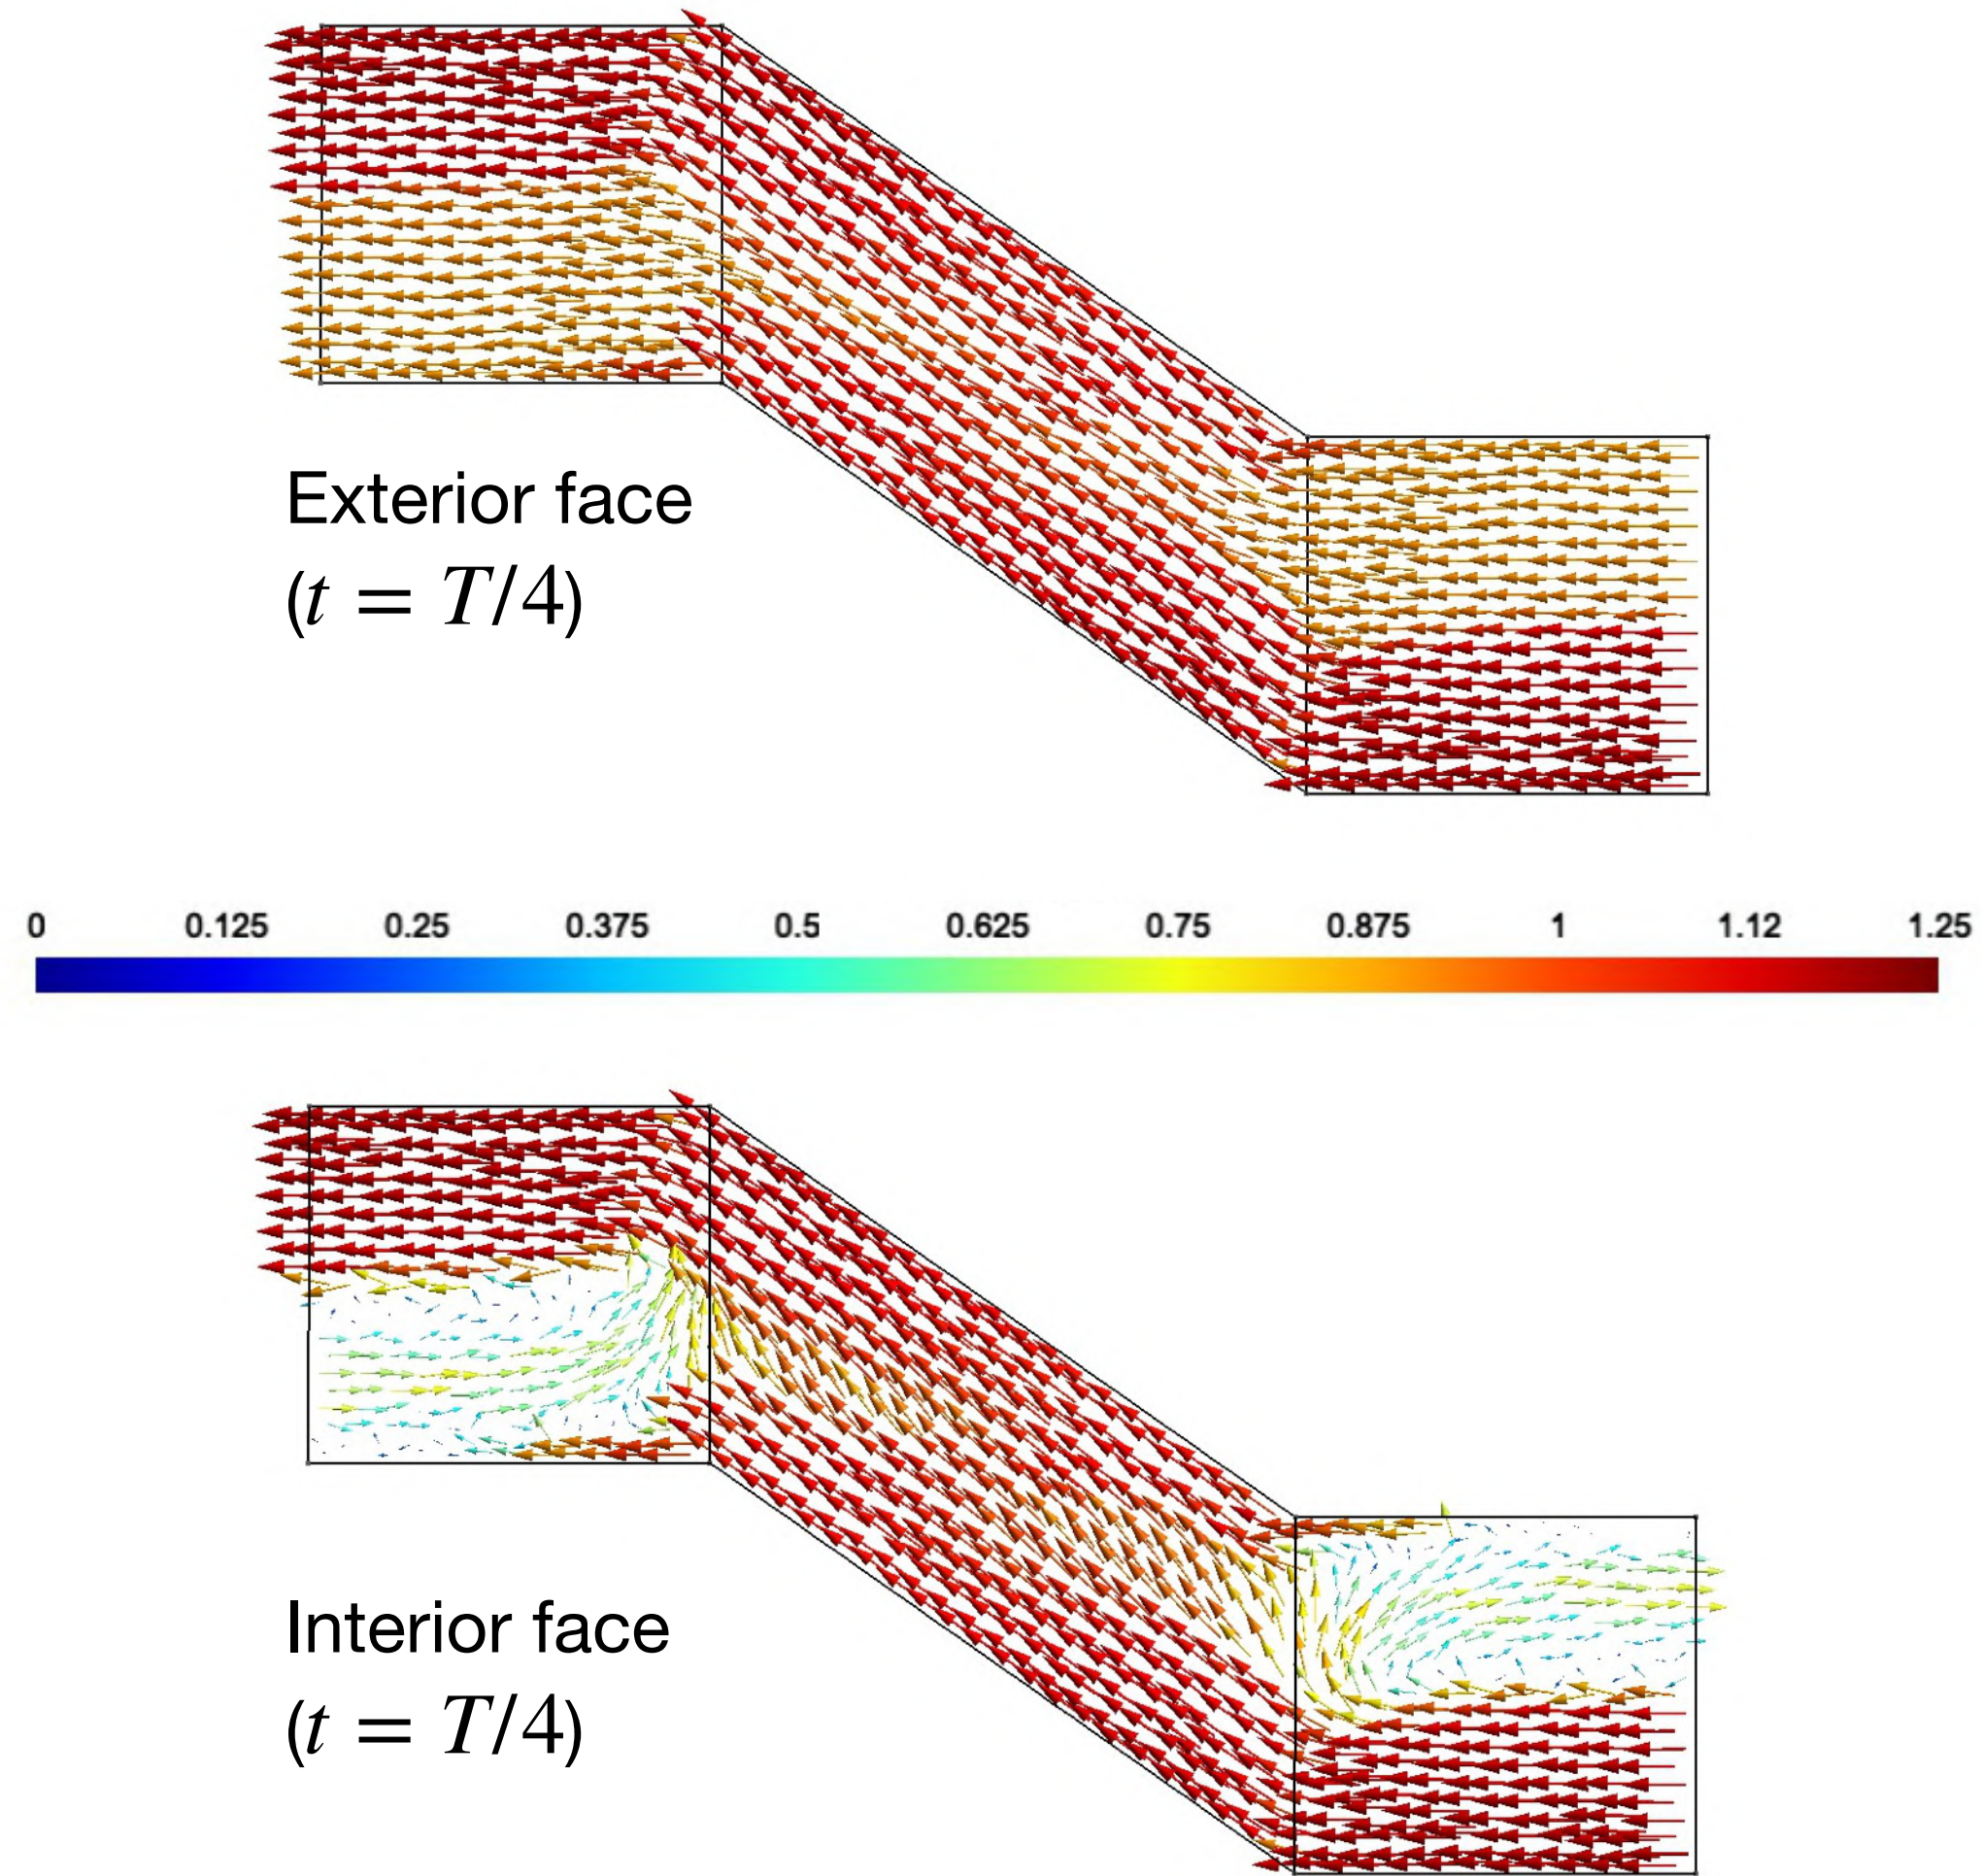 Exterior face
(t = T/4)
0 0.125 0.25 0.375 0.5 0.625 0.75 0.875 1 1.12 1.25
Interior face
(t = T/4)